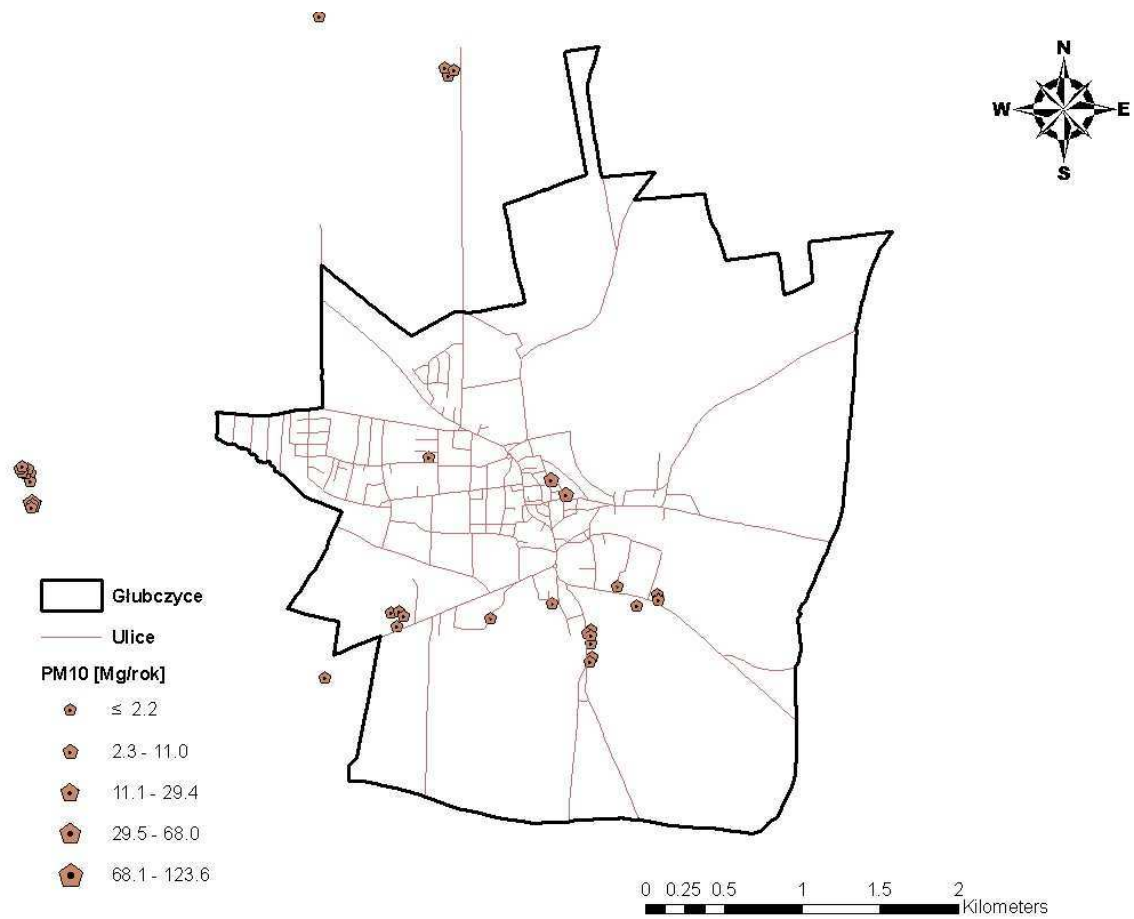 N
W E
S
Głubczyce
Ulice
PM10 [Mg/rok]
≤ 2.2
2.3 - 11.0
11.1 - 29.4
29.5 - 68.0
68.1 - 123.6
0 0.25 0.5 1 1.5 2
Kilometers